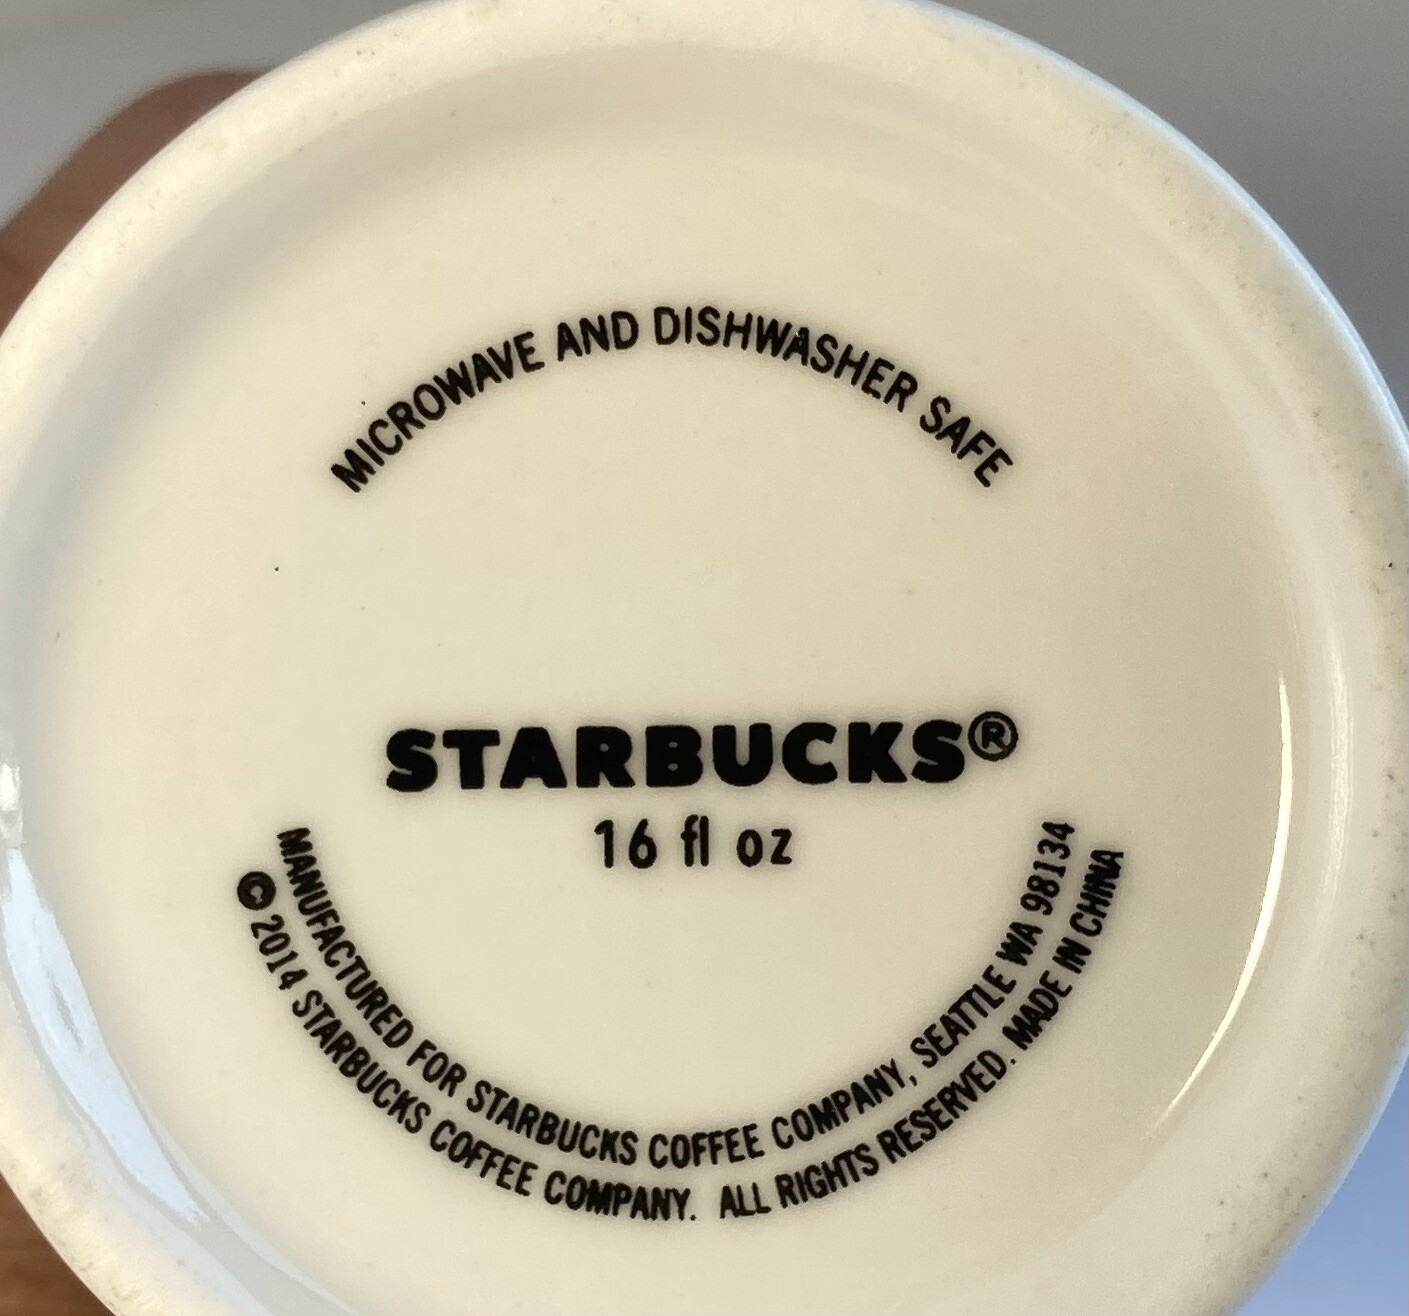 MICROWAVE AND DISHWASHER SAFE
STARBUCKS®
16 fl oz
MANUFACTURED FOR STARBUCKS COFFEE COMPANY, SEATTLE WA 98134
© 2014 STARBUCKS COFFEE COMPANY. ALL RIGHTS RESERVED. MADE IN CHINA